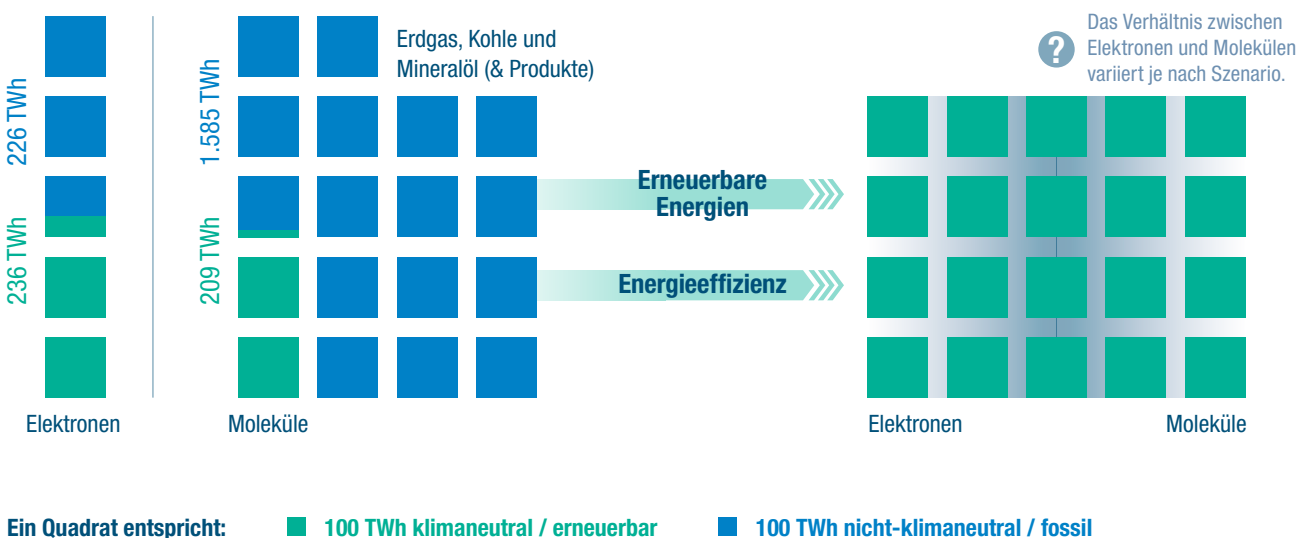 226 TWh
236 TWh
1.585 TWh
209 TWh
Erdgas, Kohle und
Mineralöl (& Produkte)
?
Das Verhältnis zwischen
Elektronen und Molekülen
variiert je nach Szenario.
Erneuerbare
Energien
Energieeffizienz
Elektronen
Moleküle
Elektronen
Moleküle
Ein Quadrat entspricht:
100 TWh klimaneutral / erneuerbar
100 TWh nicht-klimaneutral / fossil